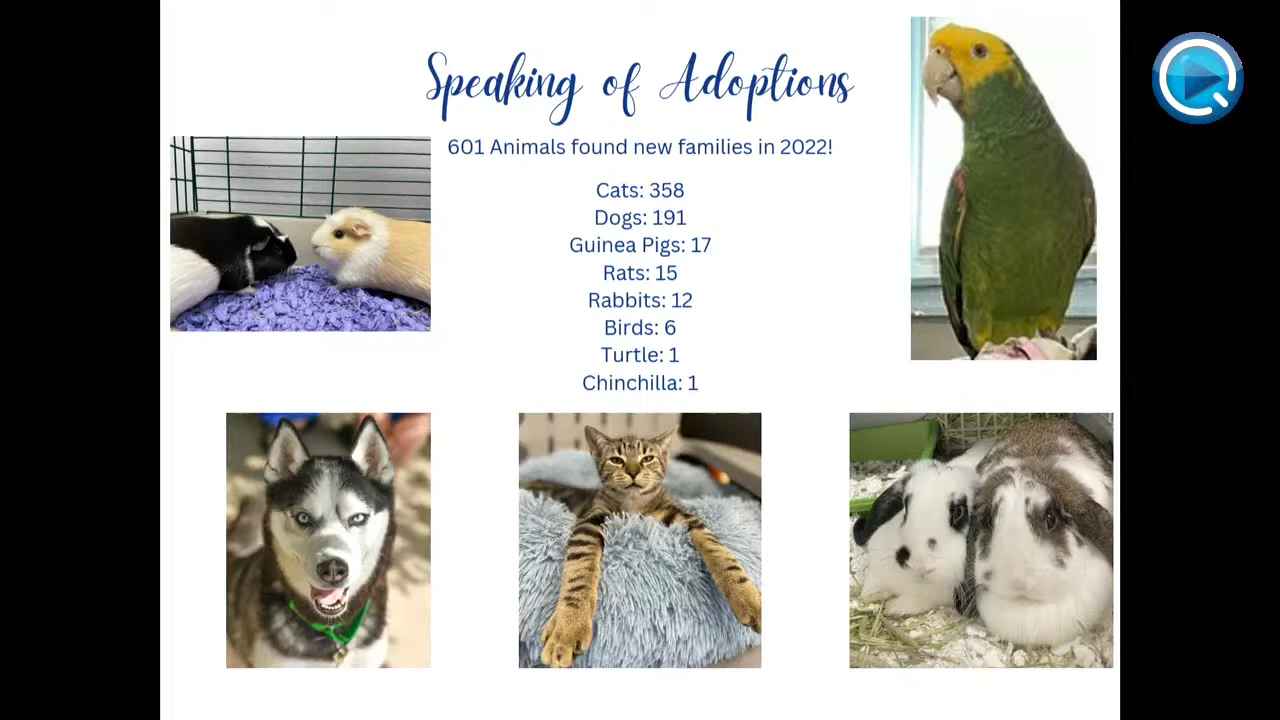 Speaking of Adoptions
601 Animals found new families in 2022!
Cats: 358
Dogs: 191
Guinea Pigs: 17
Rats: 15
Rabbits: 12
Birds: 6
Turtle: 1
Chinchilla: 1